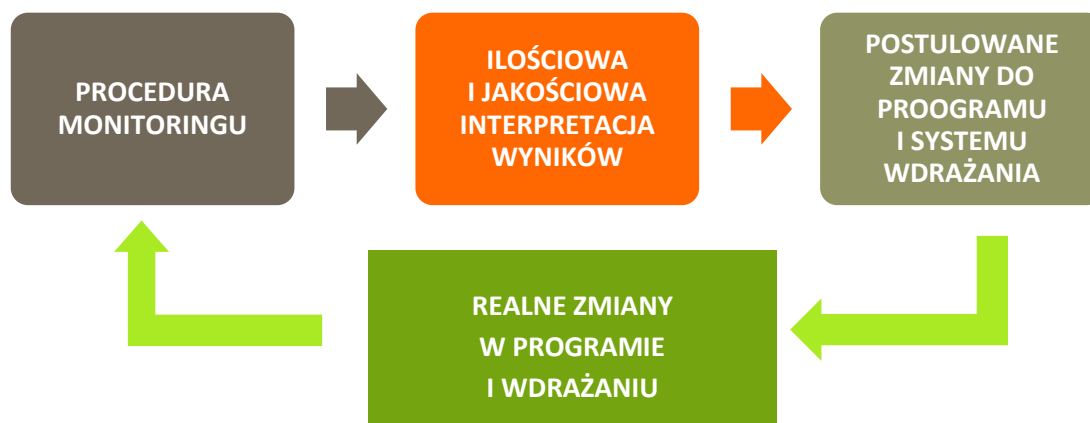 PROCEDURA
MONITORINGU
ILOŚCIOWA
I JAKOŚCIOWA
INTERPRETACJA
WYNIKÓW
POSTULOWANE
ZMIANY DO
PROOGRAMU
I SYSTEMU
WDRAŻANIA
REALNE ZMIANY
W PROGRAMIE
I WDRAŻANIU